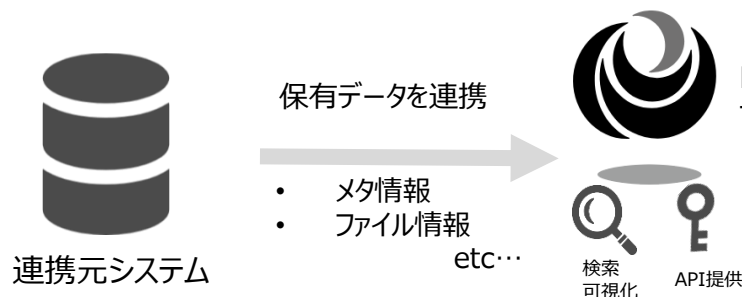 保有データを連携
• メタ情報
• ファイル情報
etc…
連携元システム
検索
可視化
API提供